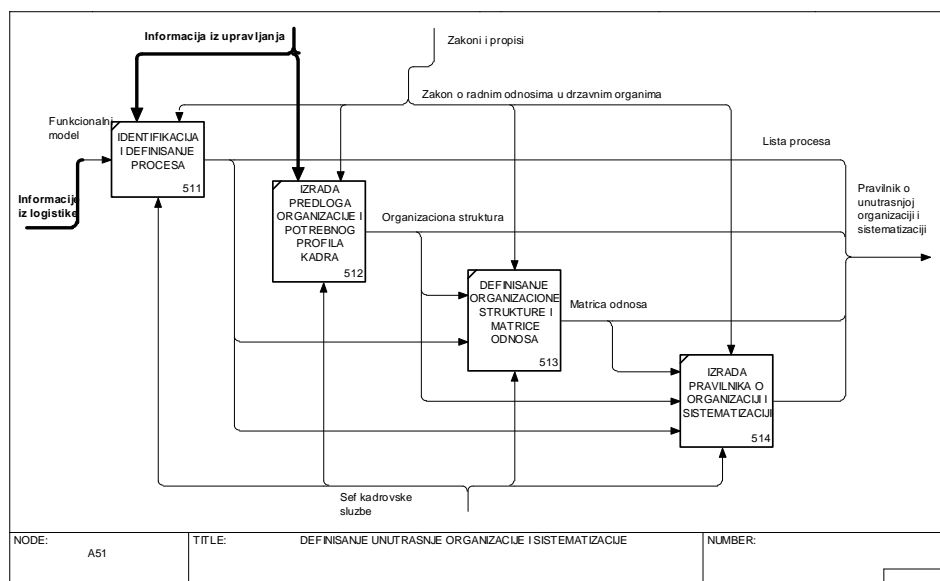 Informacija iz upravljanja
Zakoni i propisi
Zakon o radnim odnosima u drzavnim organima
Funkcionalni
model
IDENTIFIKACIJA
I DEFINISANJE
PROCESA
511
Lista procesa
Informacije
iz logistike
IZRADA
PREDLOGA
ORGANIZACIJE I
POTREBNOG
PROFILA
KADRA
512
Organizaciona struktura
Pravilnik o
unutrasnjoj
organizaciji i
sistematizaciji
DEFINISANJE
ORGANIZACIONE
STRUKTURE I
MATRICE
ODNOSA
513
Matrica odnosa
IZRADA
PRAVILNIKA O
ORGANIZACIJI I
SISTEMATIZACIJI
514
Sef kadrovske
sluzbe
NODE:
A51
TITLE:
DEFINISANJE UNUTRASNJE ORGANIZACIJE I SISTEMATIZACIJE
NUMBER: